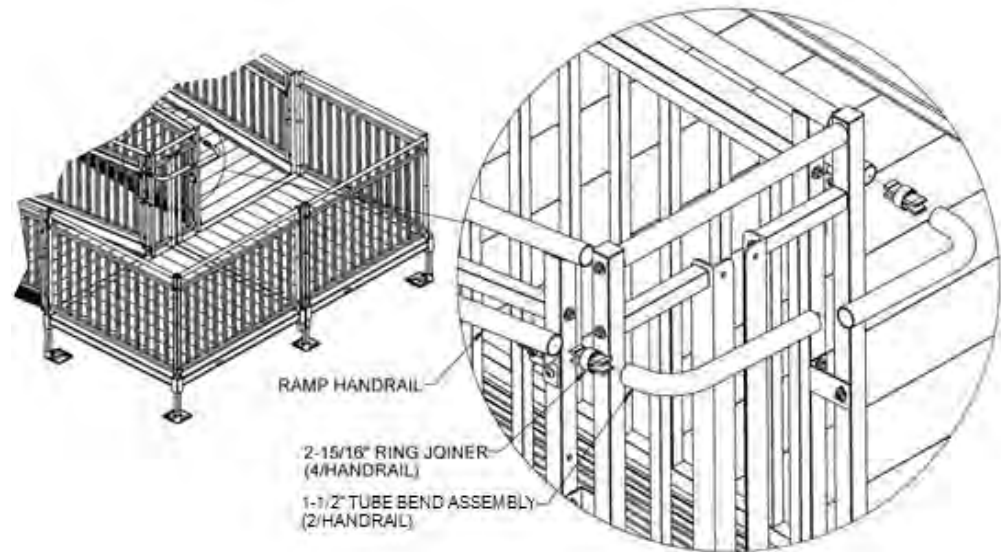 RAMP HANDRAIL
2-15/16" RING JOINER
(4/HANDRAIL)
1-1/2" TUBE BEND ASSEMBLY
(2/HANDRAIL)